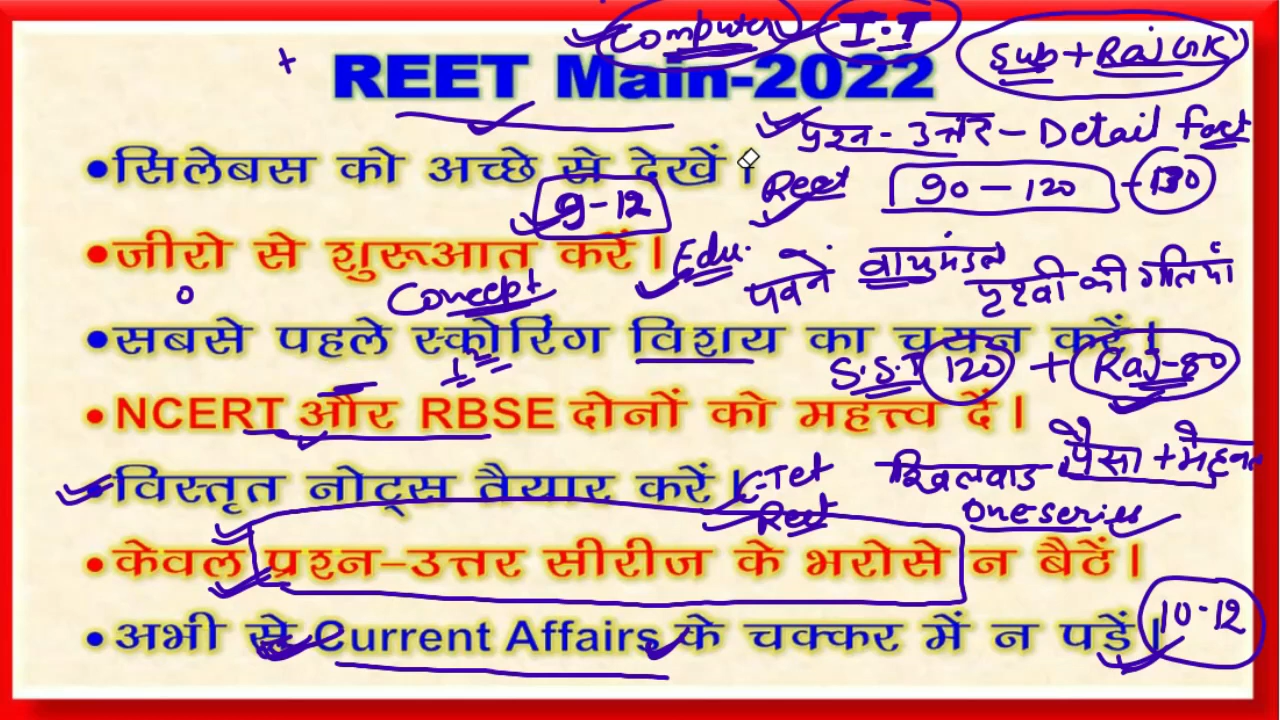 Computer I.T
Sub + Raj GK
+
REET Main-2022
प्रश्न - उत्तर - Detail fact
•सिलेबस को अच्छे से देखें ।
Reet 90 - 120 - 130
9-12
•जीरो से शुरूआत करें। Edu. पवने वायुमंडल पृथ्वी की गतियां
0 Concept
•सबसे पहले स्कोरिंग विशय का चयन करें।
S.S.T 120 + Raj-80
•NCERT और RBSE दोनों को महत्त्व दें।
पैसा + मेहनत
•विस्तृत नोट्स तैयार करें। C-Tet खिलवाड
Reet One series
•केवल प्रश्न–उत्तर सीरीज के भरोसे न बैठें।
•अभी से Current Affairs के चक्कर में न पड़ें। 10-12